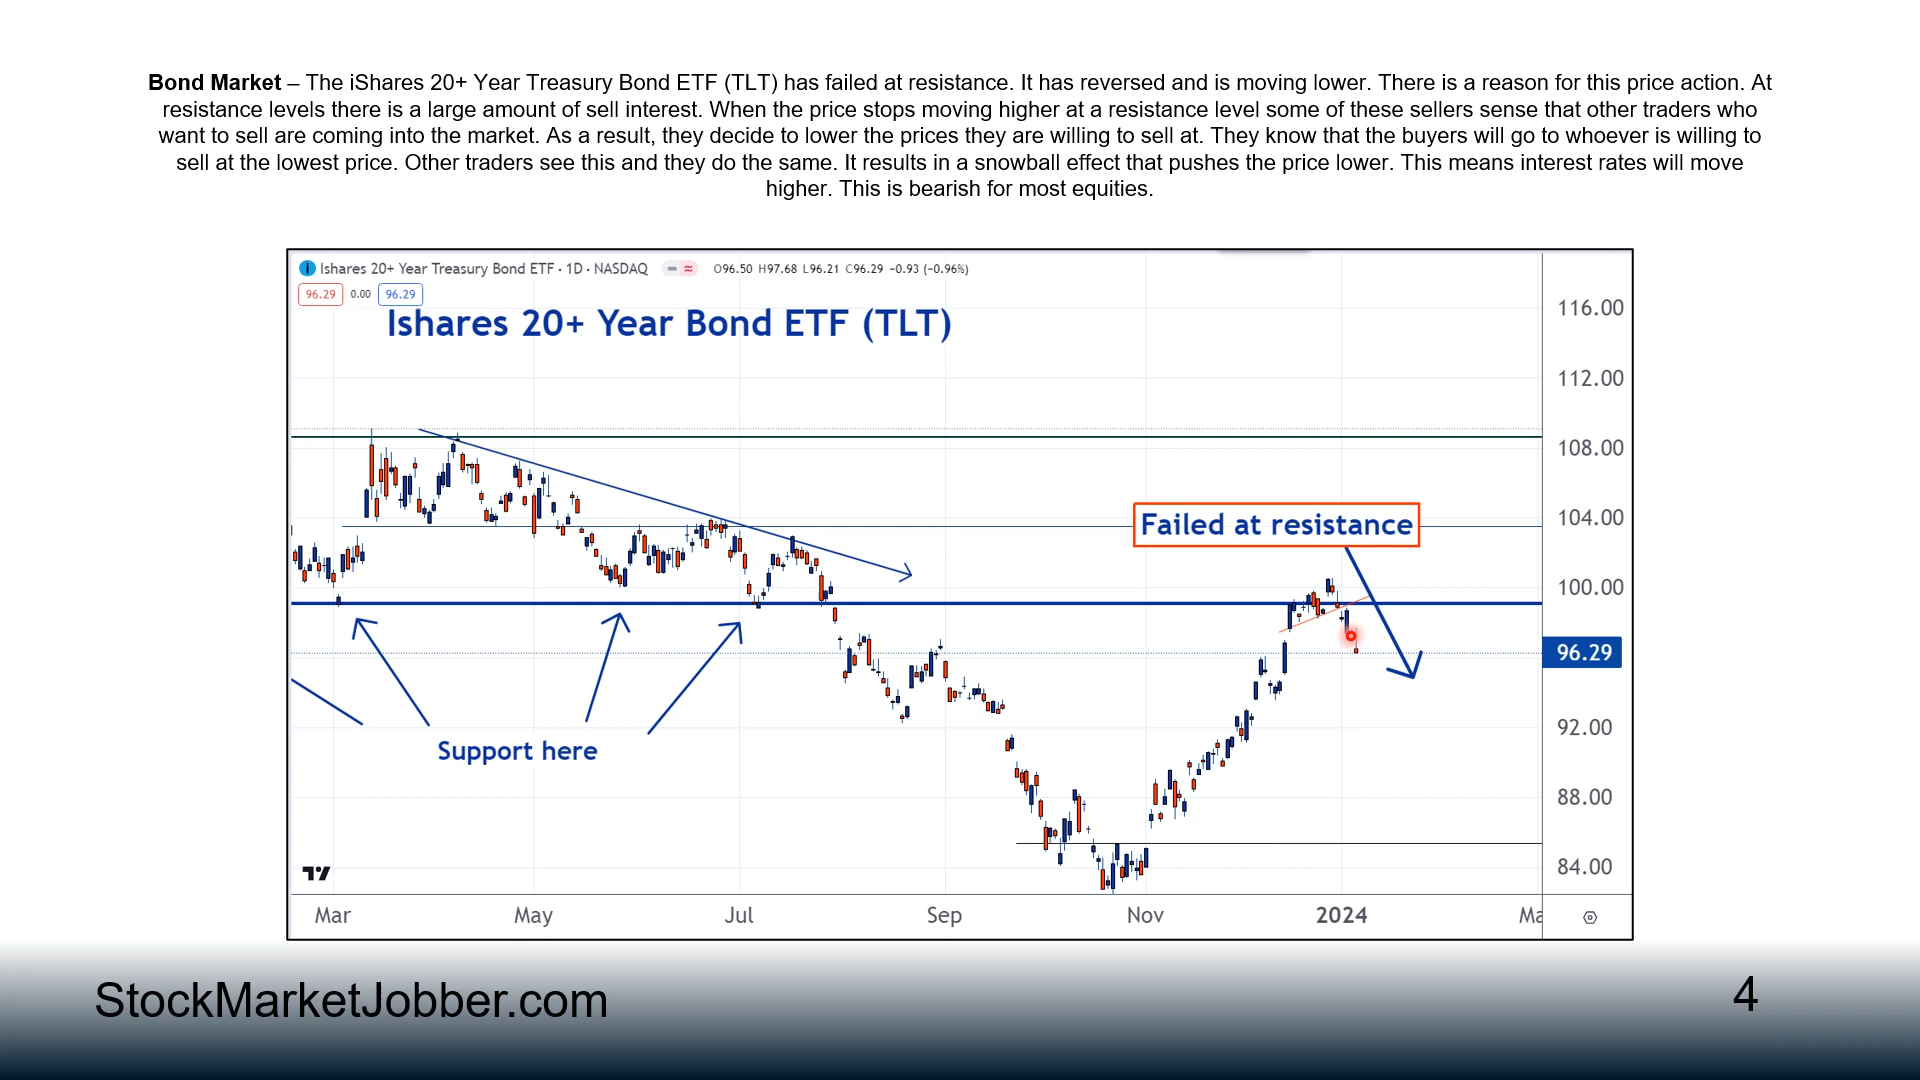 Bond Market – The iShares 20+ Year Treasury Bond ETF (TLT) has failed at resistance. It has reversed and is moving lower. There is a reason for this price action. At
resistance levels there is a large amount of sell interest. When the price stops moving higher at a resistance level some of these sellers sense that other traders who
want to sell are coming into the market. As a result, they decide to lower the prices they are willing to sell at. They know that the buyers will go to whoever is willing to
sell at the lowest price. Other traders see this and they do the same. It results in a snowball effect that pushes the price lower. This means interest rates will move
higher. This is bearish for most equities.
Ishares 20+ Year Treasury Bond ETF · 1D · NASDAQ O96.50 H97.68 L96.21 C96.29 −0.93 (−0.96%)
96.29 0.00 96.29
Ishares 20+ Year Bond ETF (TLT)
116.00
112.00
108.00
104.00
Failed at resistance
100.00
96.29
Support here
92.00
88.00
84.00
Mar May Jul Sep Nov 2024 Ma
StockMarketJobber.com
4